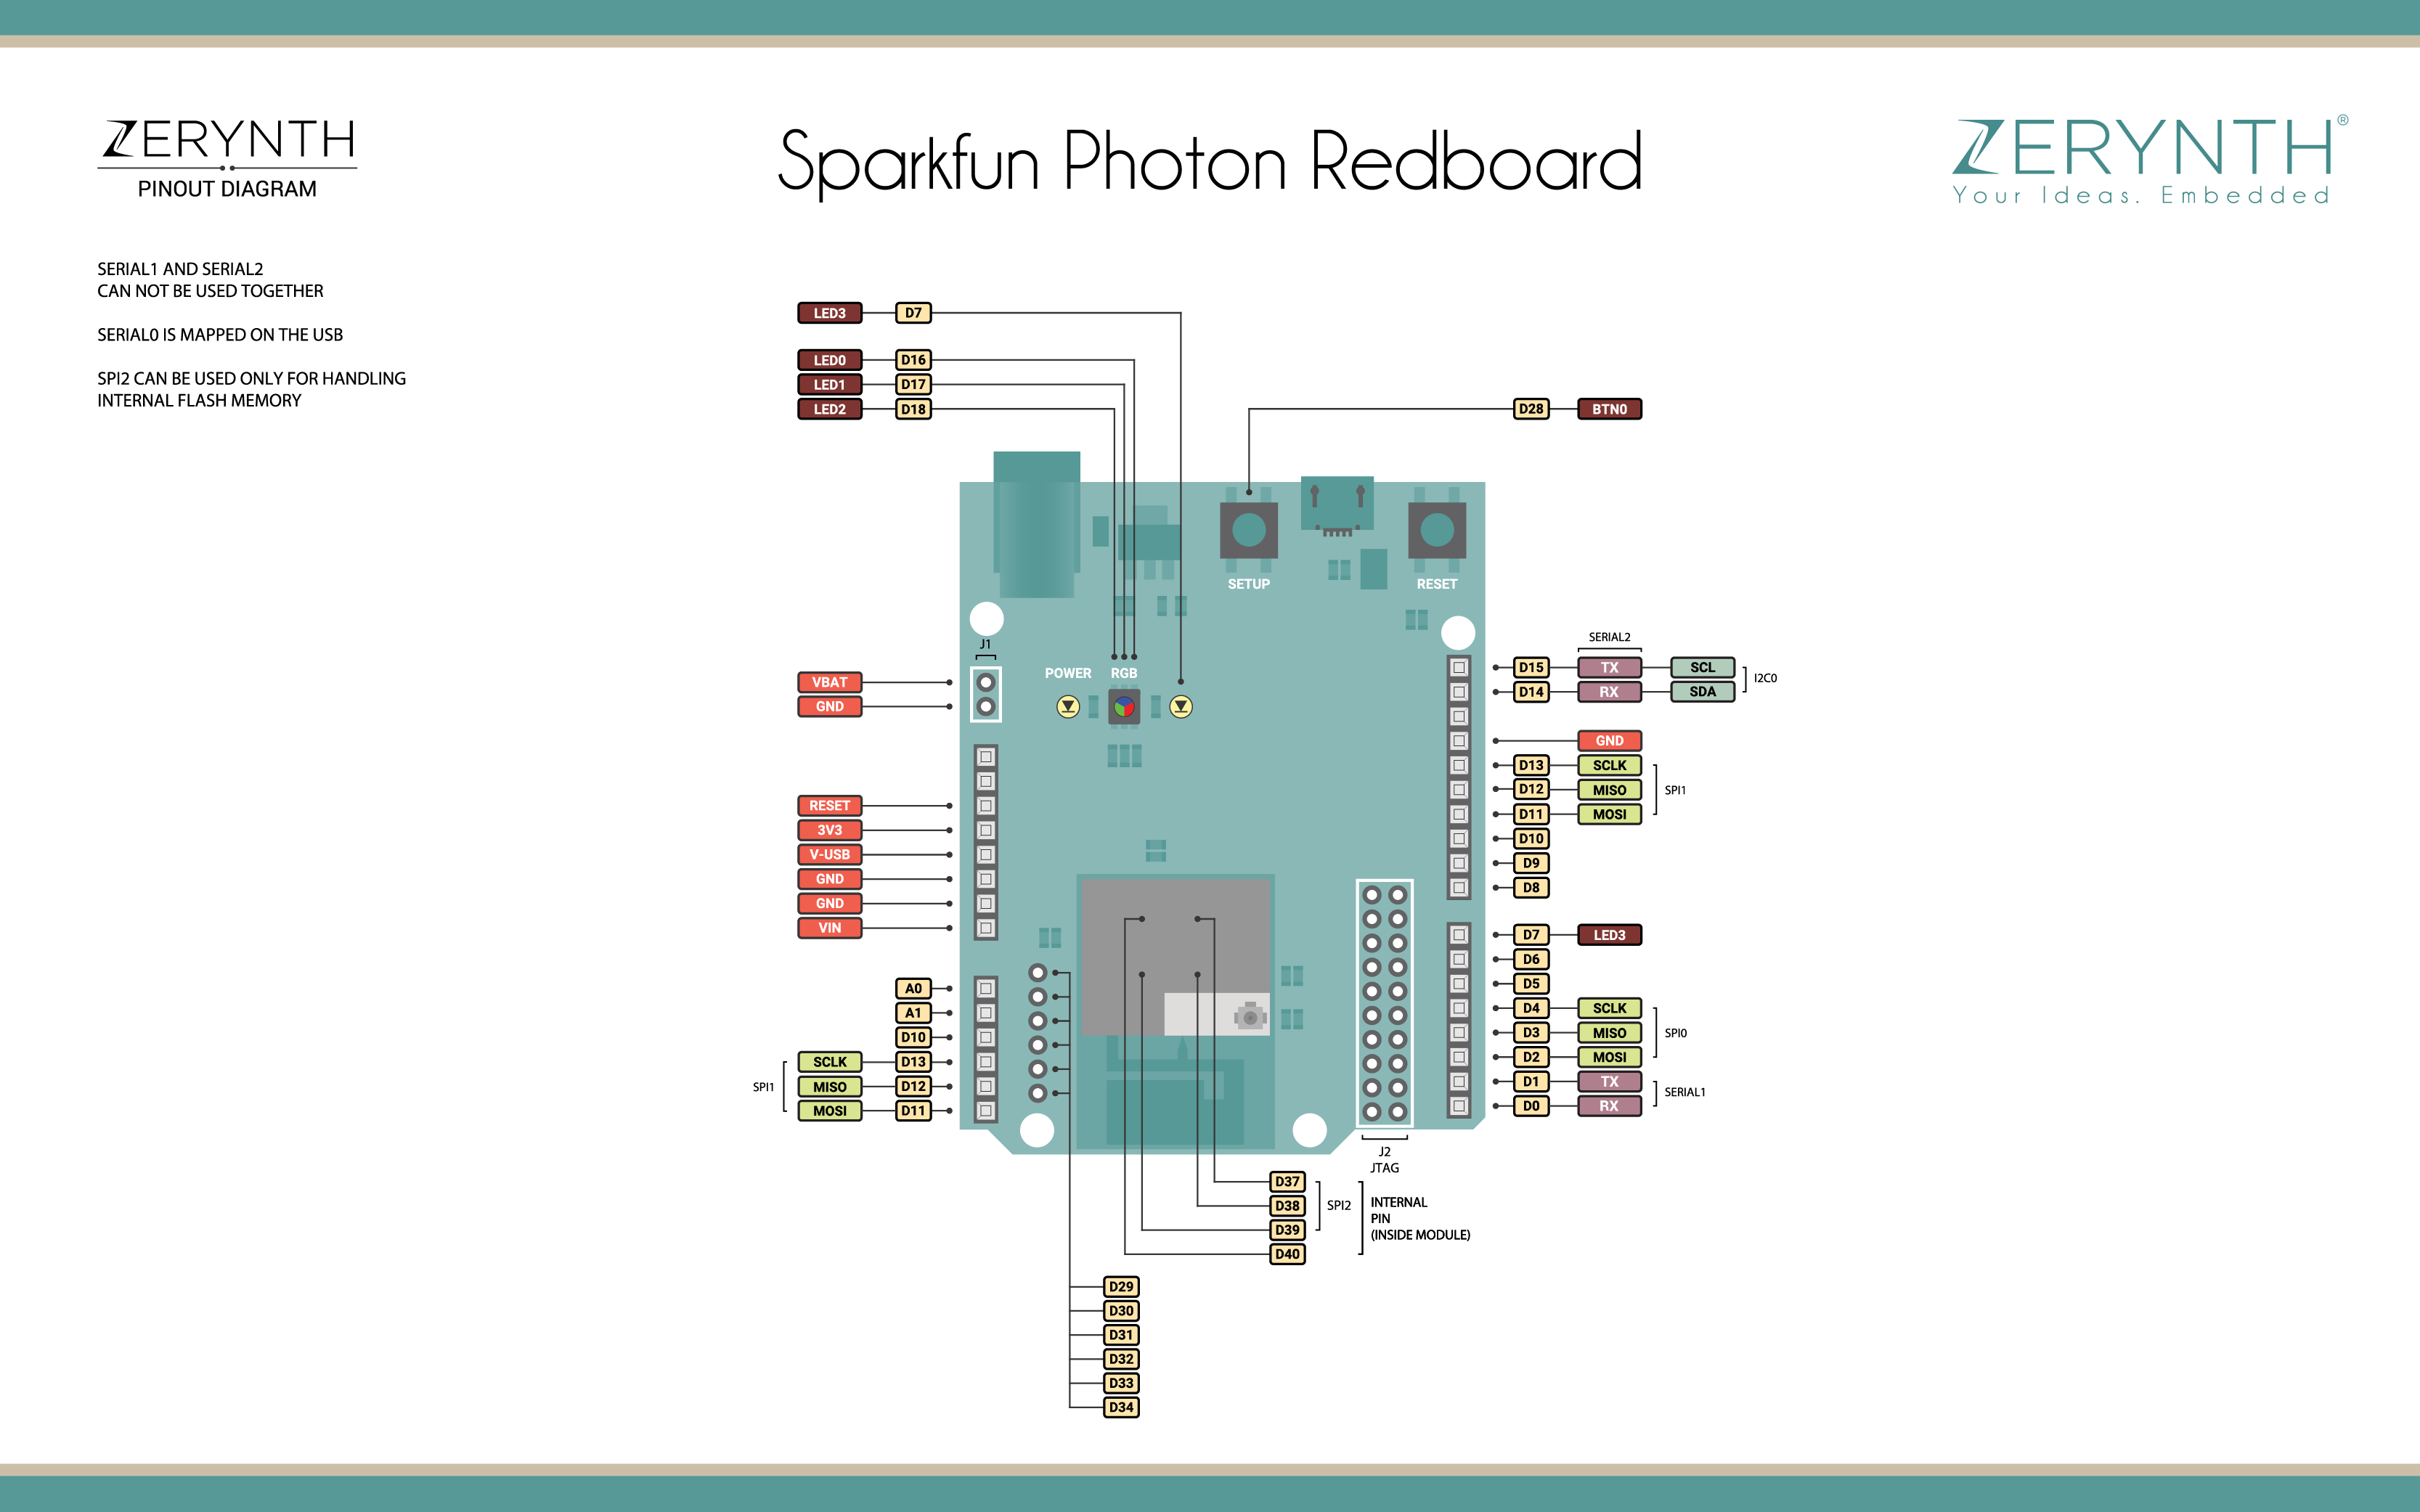 ZERYNTH
PINOUT DIAGRAM
Sparkfun Photon Redboard
ZERYNTH®
Your Ideas. Embedded
SERIAL1 AND SERIAL2
CAN NOT BE USED TOGETHER
SERIAL0 IS MAPPED ON THE USB
SPI2 CAN BE USED ONLY FOR HANDLING
INTERNAL FLASH MEMORY
LED3 D7
LED0 D16
LED1 D17
LED2 D18
D28 BTN0
SETUP
RESET
J1
POWER RGB
VBAT
GND
RESET
3V3
V-USB
GND
GND
VIN
A0
A1
D10
SCLK D13
SPI1 MISO D12
MOSI D11
SERIAL2
D15 TX SCL
I2C0
D14 RX SDA
GND
D13 SCLK
D12 MISO SPI1
D11 MOSI
D10
D9
D8
D7 LED3
D6
D5
D4 SCLK
D3 MISO SPI0
D2 MOSI
D1 TX
SERIAL1
D0 RX
J2
JTAG
D37
D38
D39
D40
SPI2
INTERNAL
PIN
(INSIDE MODULE)
D29
D30
D31
D32
D33
D34